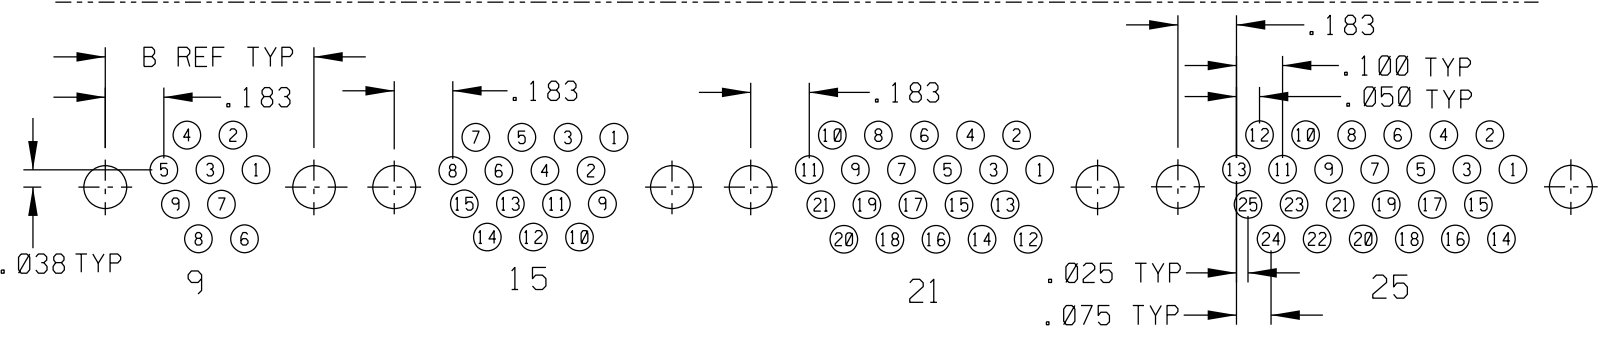 B REF TYP
.183
4 2
5 3 1
9 7
8 6
.038 TYP
9
.183
7 5 3 1
8 6 4 2
15 13 11 9
14 12 10
15
.183
10 8 6 4 2
11 9 7 5 3 1
21 19 17 15 13
20 18 16 14 12
21
.183
.100 TYP
.050 TYP
12 10 8 6 4 2
13 11 9 7 5 3 1
25 23 21 19 17 15
24 22 20 18 16 14
.025 TYP
.075 TYP
25